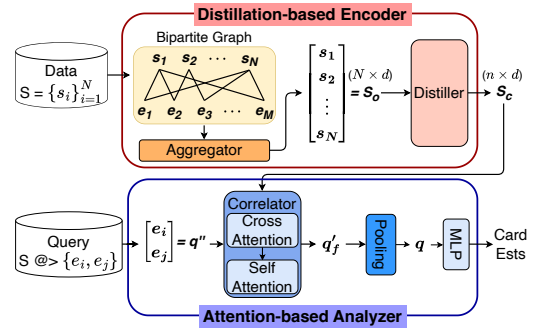 Distillation-based Encoder
Bipartite Graph
Data
S = {s_i}_{i=1}^N
s_1 s_2 ··· s_N
e_1 e_2 e_3 ··· e_M
Aggregator
[s_1 s_2 ⋮ s_N] = S_o
(N × d)
Distiller
(n × d)
S_c
Query
S @> {e_i, e_j}
[e_i e_j] = q''
Correlator
Cross
Attention
Self
Attention
q'_f
Pooling
q
MLP
Card
Ests
Attention-based Analyzer